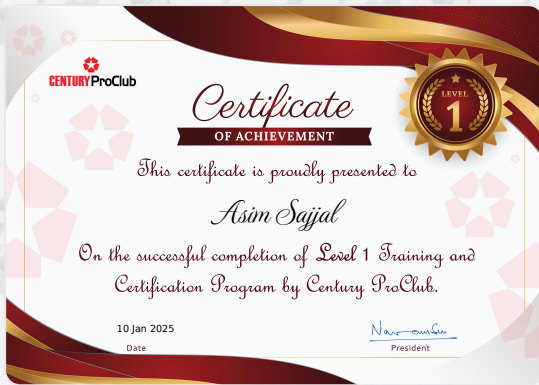 CENTURY ProClub
Certificate
OF ACHIEVEMENT
LEVEL
1
This certificate is proudly presented to
Asim Sajjal
On the successful completion of Level 1 Training and
Certification Program by Century ProClub.
10 Jan 2025
Date
President